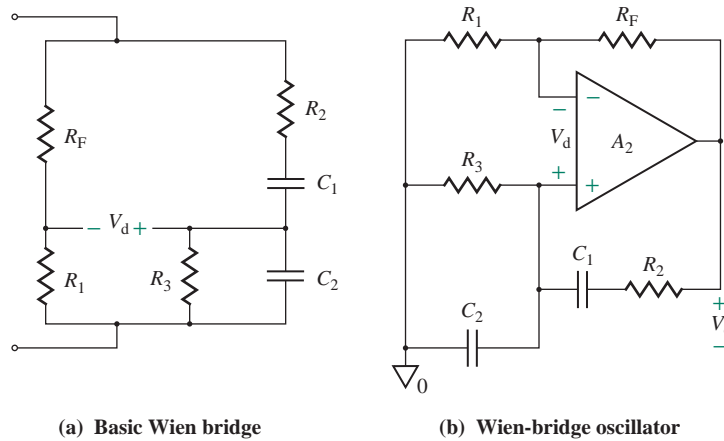 R_F
R_2
C_1
− V_d +
R_1
R_3
C_2
(a) Basic Wien bridge
R_1
R_F
−
−
V_d
A_2
+
+
R_3
C_1
R_2
C_2
+
V
−
0
(b) Wien-bridge oscillator